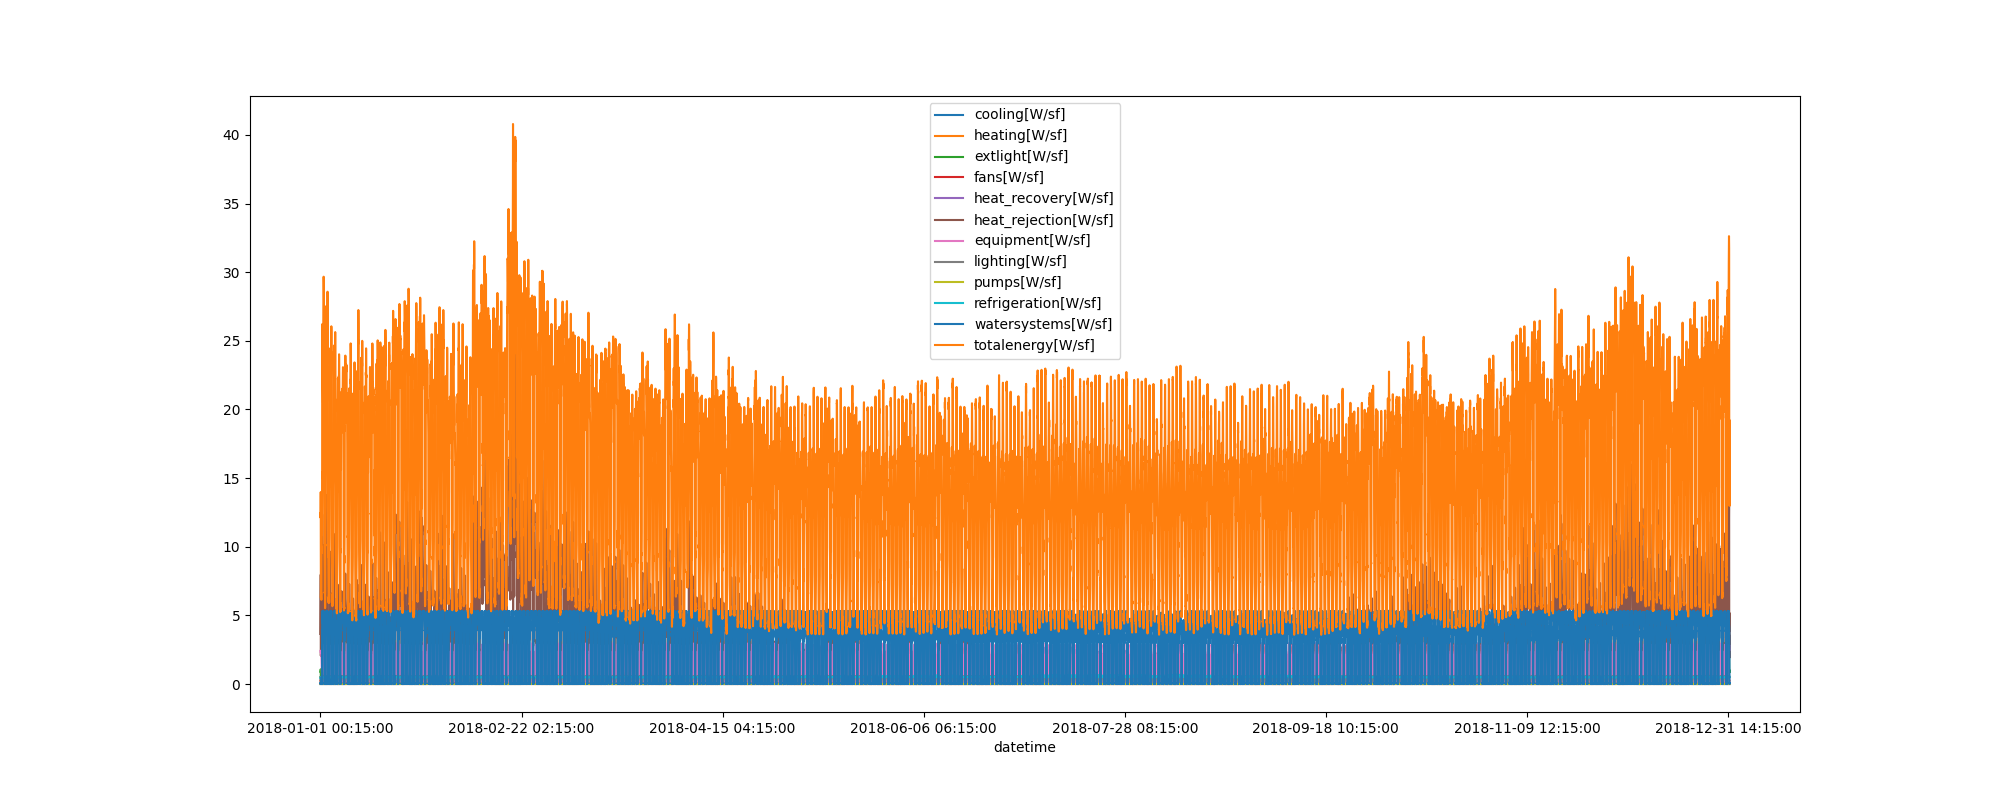 cooling[W/sf]
heating[W/sf]
extlight[W/sf]
fans[W/sf]
heat_recovery[W/sf]
heat_rejection[W/sf]
equipment[W/sf]
lighting[W/sf]
pumps[W/sf]
refrigeration[W/sf]
watersystems[W/sf]
totalenergy[W/sf]
40
35
30
25
20
15
10
5
0
2018-01-01 00:15:00 2018-02-22 02:15:00 2018-04-15 04:15:00 2018-06-06 06:15:00 2018-07-28 08:15:00 2018-09-18 10:15:00 2018-11-09 12:15:00 2018-12-31 14:15:00
datetime